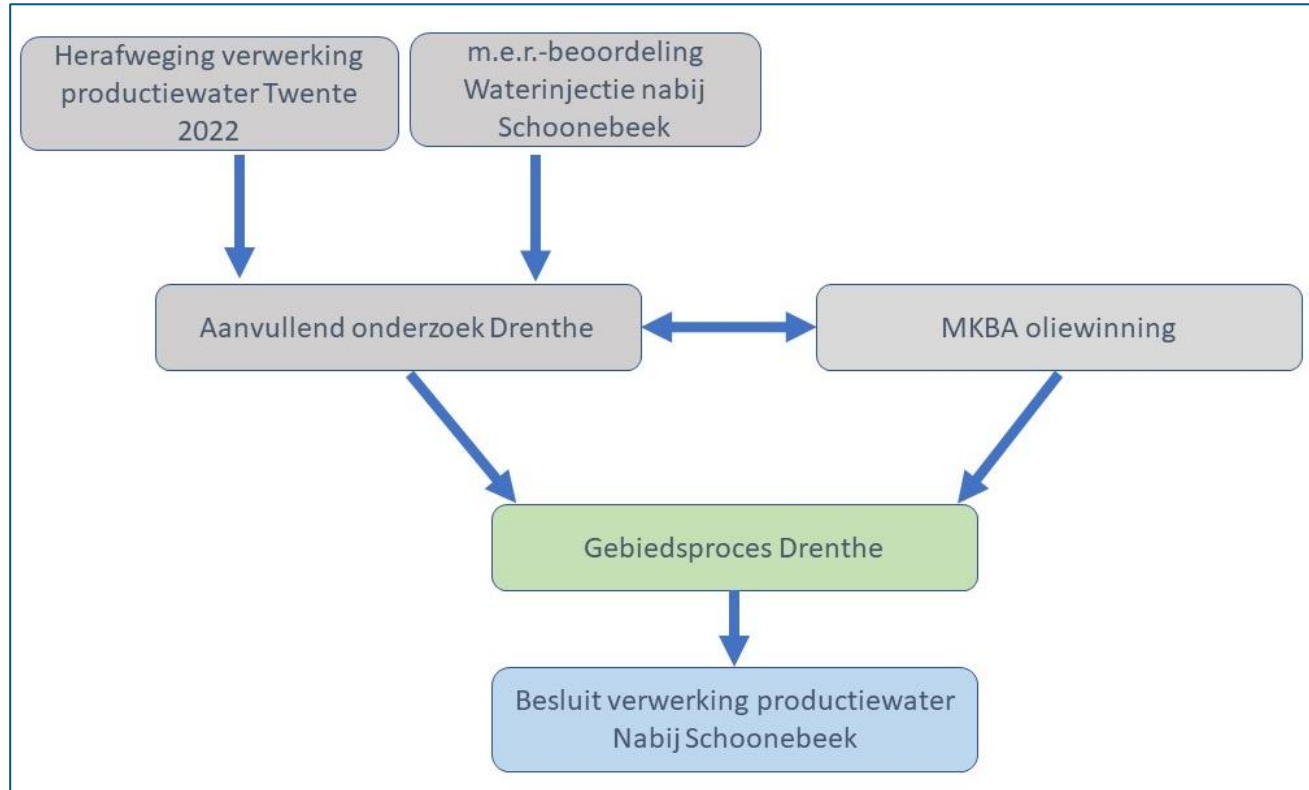 Herafweging verwerking
productiewater Twente
2022
m.e.r.-beoordeling
Waterinjectie nabij
Schoonebeek
Aanvullend onderzoek Drenthe
MKBA oliewinning
Gebiedsproces Drenthe
Besluit verwerking productiewater
Nabij Schoonebeek